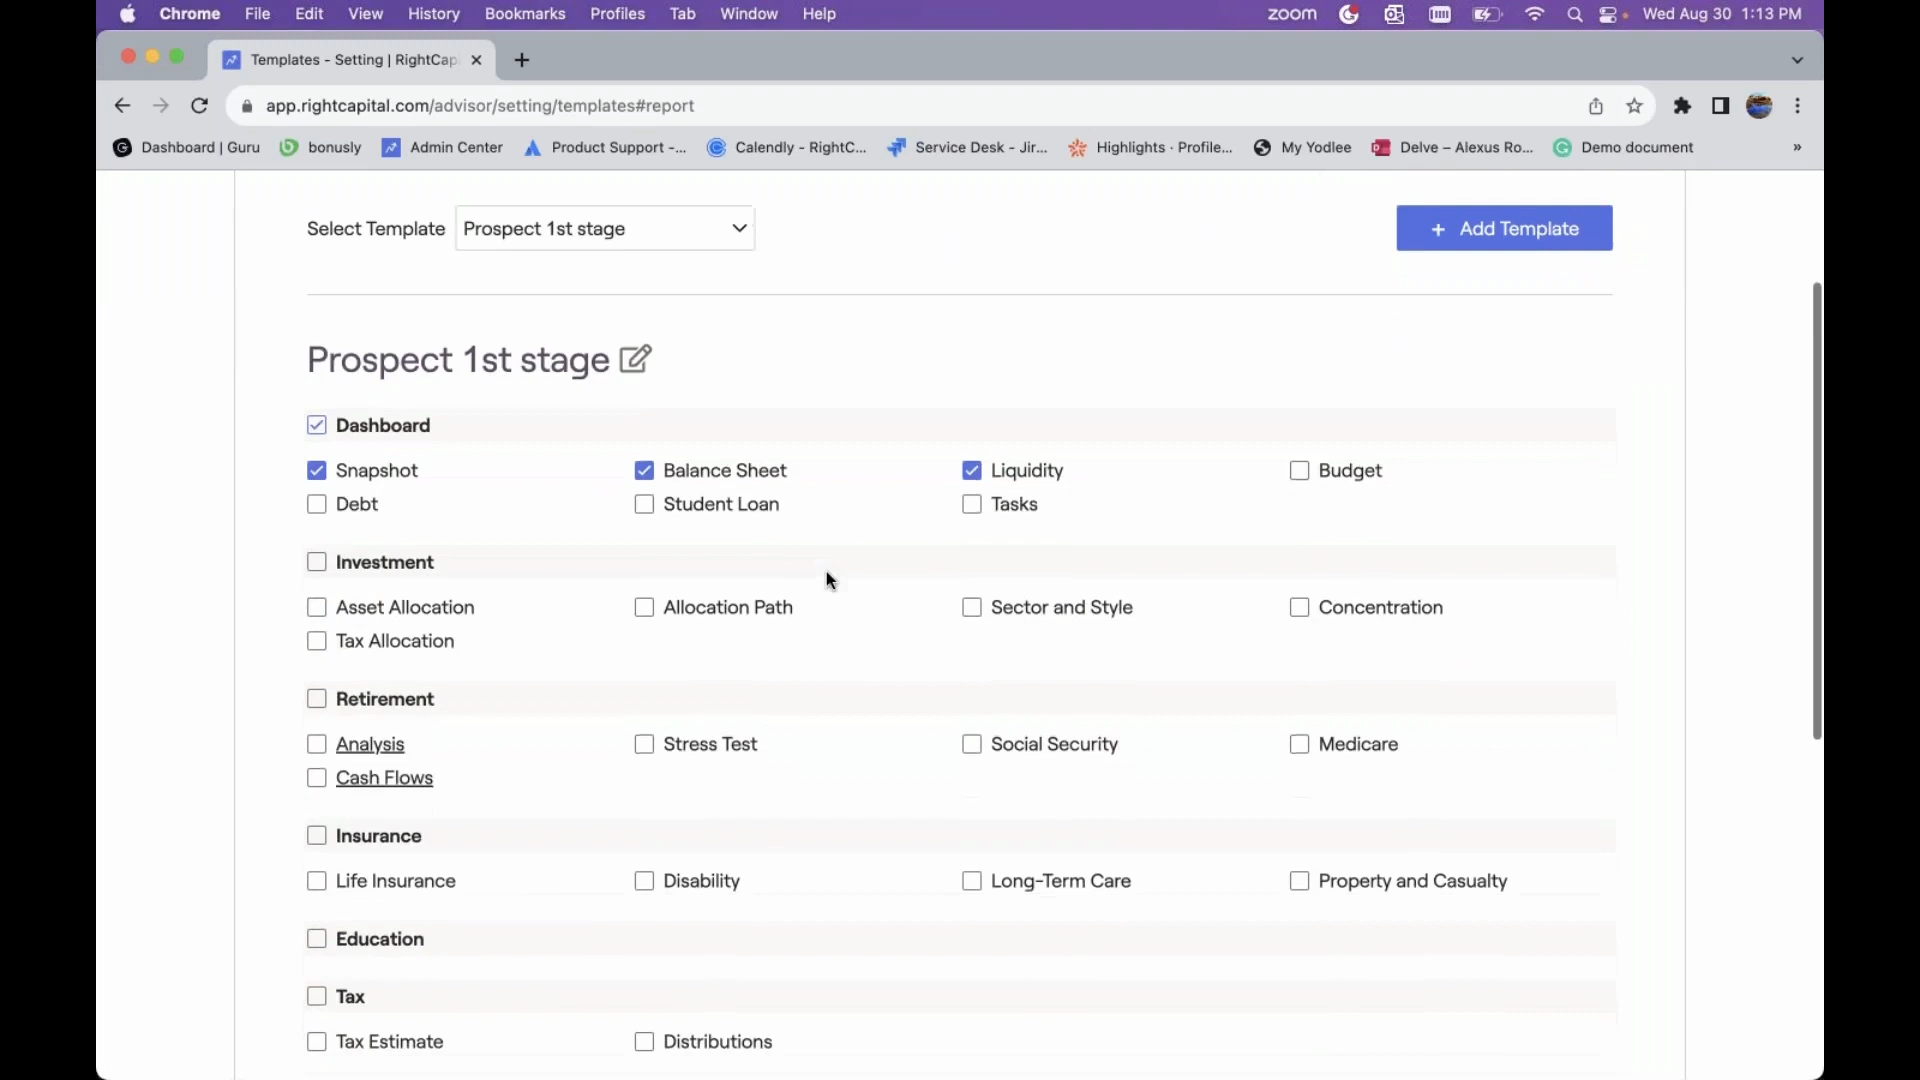 Chrome File Edit View History Bookmarks Profiles Tab Window Help zoom Wed Aug 30 1:13 PM
Templates - Setting | RightCap
app.rightcapital.com/advisor/setting/templates#report
Dashboard | Guru bonusly Admin Center Product Support -... Calendly - RightC... Service Desk - Jir... Highlights · Profile... My Yodlee Delve – Alexus Ro... Demo document »
Select Template Prospect 1st stage + Add Template
Prospect 1st stage
Dashboard
Snapshot Balance Sheet Liquidity Budget
Debt Student Loan Tasks
Investment
Asset Allocation Allocation Path Sector and Style Concentration
Tax Allocation
Retirement
Analysis Stress Test Social Security Medicare
Cash Flows
Insurance
Life Insurance Disability Long-Term Care Property and Casualty
Education
Tax
Tax Estimate Distributions